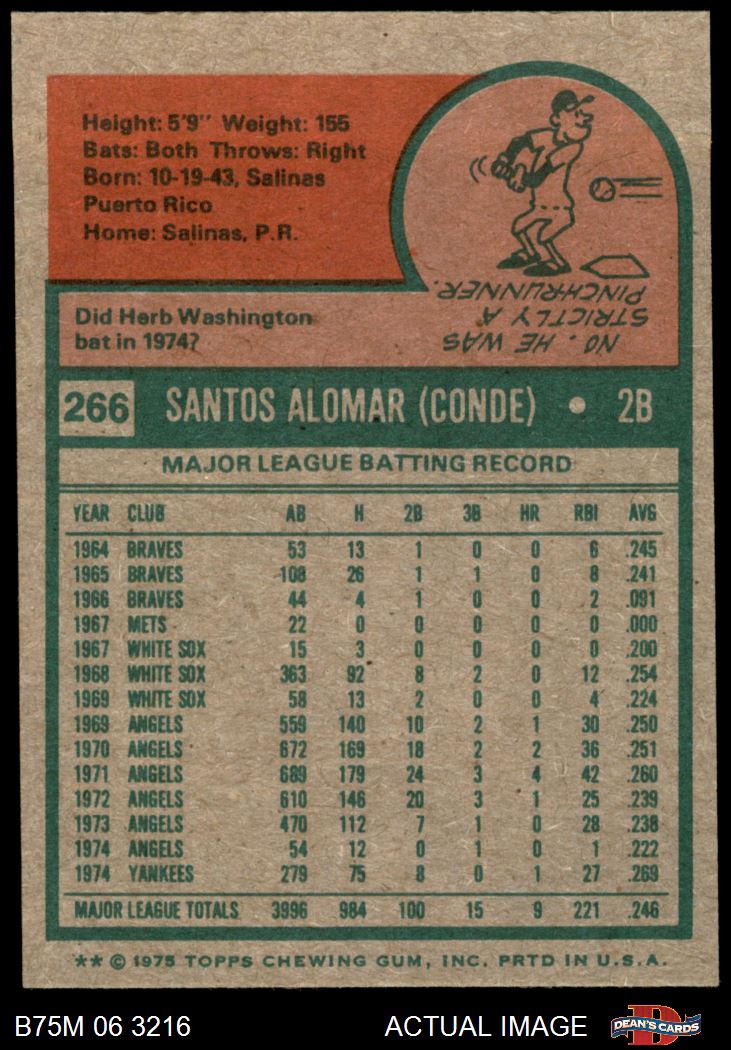 Height: 5'9" Weight: 155
Bats: Both Throws: Right
Born: 10-19-43, Salinas
Puerto Rico
Home: Salinas, P.R.
Did Herb Washington
bat in 1974?
NO. HE WAS
STRICTLY A
PINCH-RUNNER.
266 SANTOS ALOMAR (CONDE) • 2B
MAJOR LEAGUE BATTING RECORD
YEAR CLUB AB H 2B 3B HR RBI AVG
1964 BRAVES 53 13 1 0 0 6 .245
1965 BRAVES 108 26 1 1 0 8 .241
1966 BRAVES 44 4 1 0 0 2 .091
1967 METS 22 0 0 0 0 0 .000
1967 WHITE SOX 15 3 0 0 0 0 .200
1968 WHITE SOX 363 92 8 2 0 12 .254
1969 WHITE SOX 58 13 2 0 0 4 .224
1969 ANGELS 559 140 10 2 1 30 .250
1970 ANGELS 672 169 18 2 2 36 .251
1971 ANGELS 689 179 24 3 4 42 .260
1972 ANGELS 610 146 20 3 1 25 .239
1973 ANGELS 470 112 7 1 0 28 .238
1974 ANGELS 54 12 0 1 0 1 .222
1974 YANKEES 279 75 8 0 1 27 .269
MAJOR LEAGUE TOTALS 3996 984 100 15 9 221 .246
** © 1975 TOPPS CHEWING GUM, INC. PRTD IN U.S.A.
B75M 06 3216 ACTUAL IMAGE
D
DEAN'S CARDS